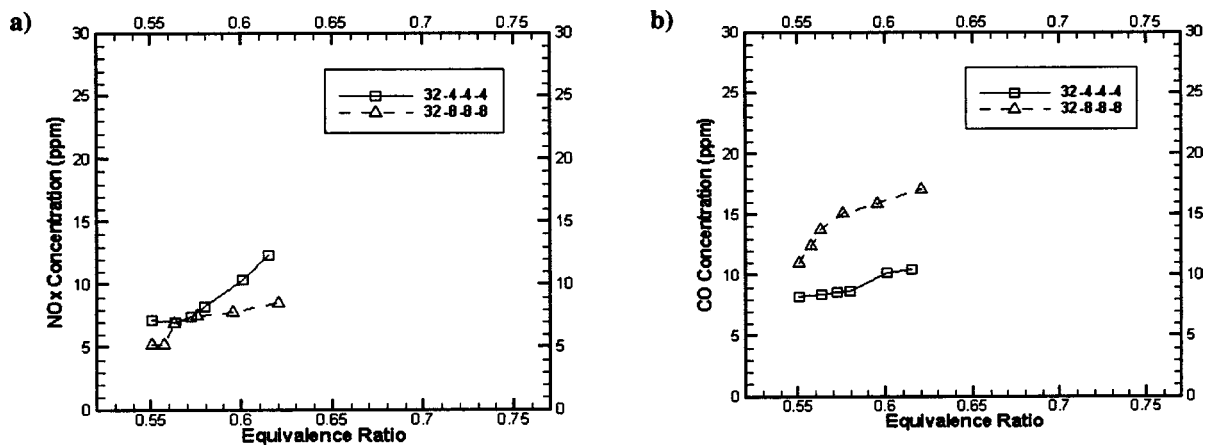 a)
0.55 0.6 0.65 0.7 0.75
30 30
25 25
20 20
15 15
10 10
5 5
0 0
NOx Concentration (ppm)
32-4-4-4
32-8-8-8
0.55 0.6 0.65 0.7 0.75
Equivalence Ratio
b)
0.55 0.6 0.65 0.7 0.75
30 30
25 25
20 20
15 15
10 10
5 5
0 0
CO Concentration (ppm)
32-4-4-4
32-8-8-8
0.55 0.6 0.65 0.7 0.75
Equivalence Ratio